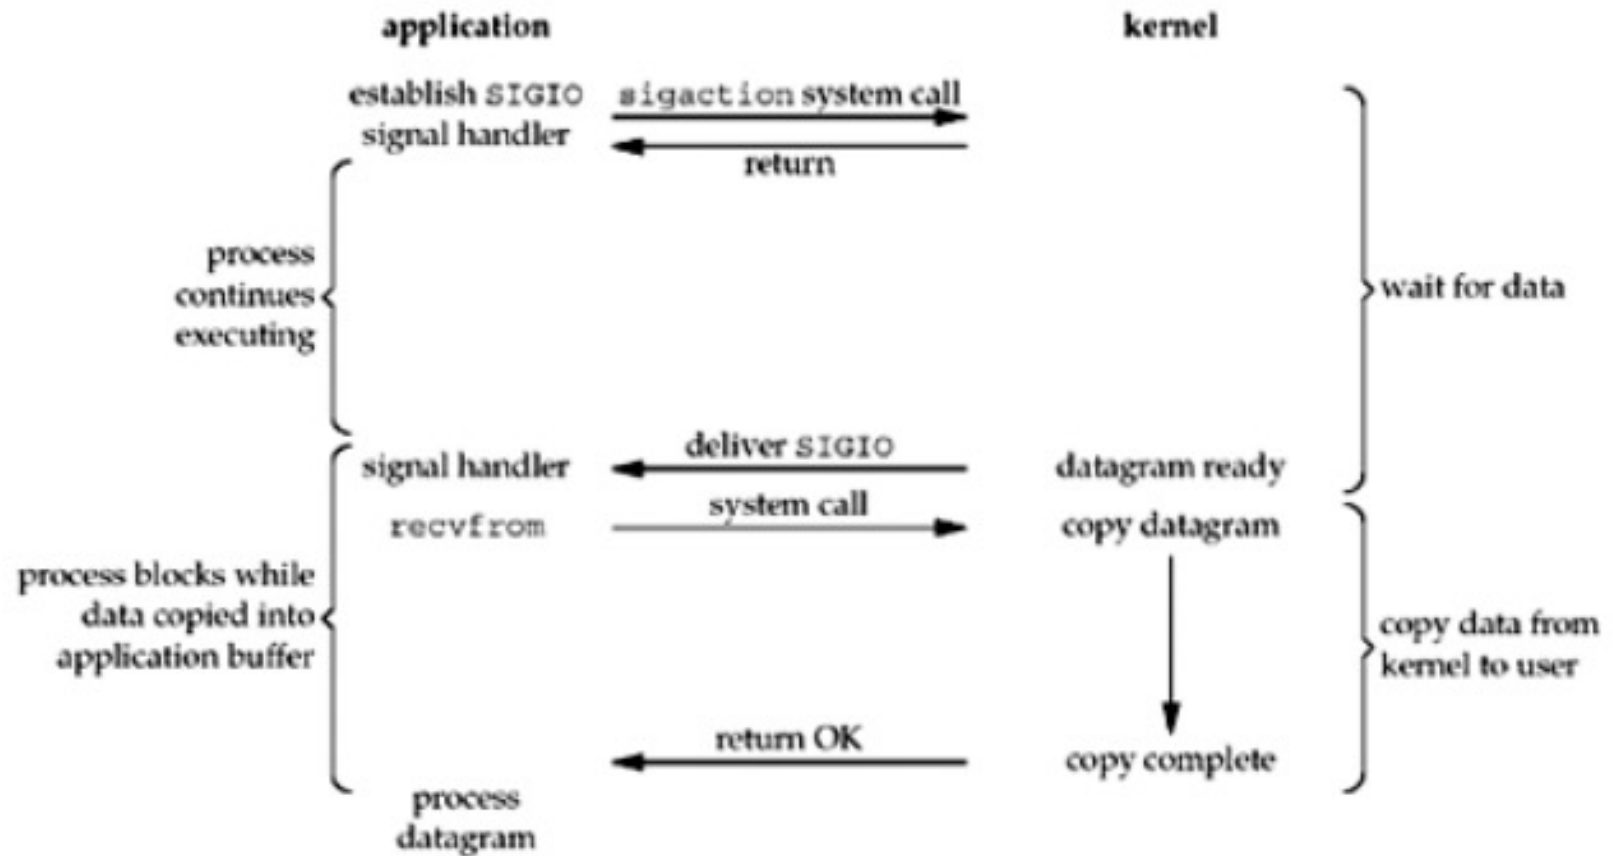 application
kernel
establish SIGIO
signal handler
sigaction system call
return
process
continues
executing
wait for data
signal handler
deliver SIGIO
datagram ready
recvfrom
system call
copy datagram
process blocks while
data copied into
application buffer
copy data from
kernel to user
return OK
copy complete
process
datagram